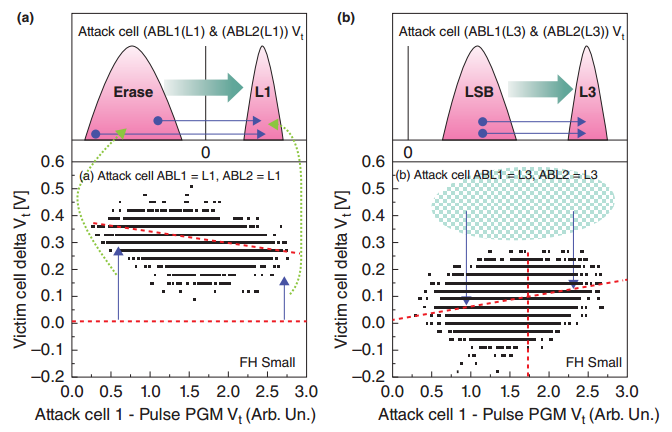 (a)
Attack cell (ABL1(L1) & (ABL2(L1)) Vt
Erase
L1
0
(a) Attack cell ABL1 = L1, ABL2 = L1
Victim cell delta Vt [V]
0.6
0.5
0.4
0.3
0.2
0.1
0.0
–0.1
–0.2
FH Small
0.0 0.5 1.0 1.5 2.0 2.5 3.0
Attack cell 1 - Pulse PGM Vt (Arb. Un.)
(b)
Attack cell (ABL1(L3) & (ABL2(L3)) Vt
LSB
L3
0
(b) Attack cell ABL1 = L3, ABL2 = L3
Victim cell delta Vt [V]
0.6
0.5
0.4
0.3
0.2
0.1
0.0
–0.1
–0.2
FH Small
0.0 0.5 1.0 1.5 2.0 2.5 3.0
Attack cell 1 - Pulse PGM Vt (Arb. Un.)